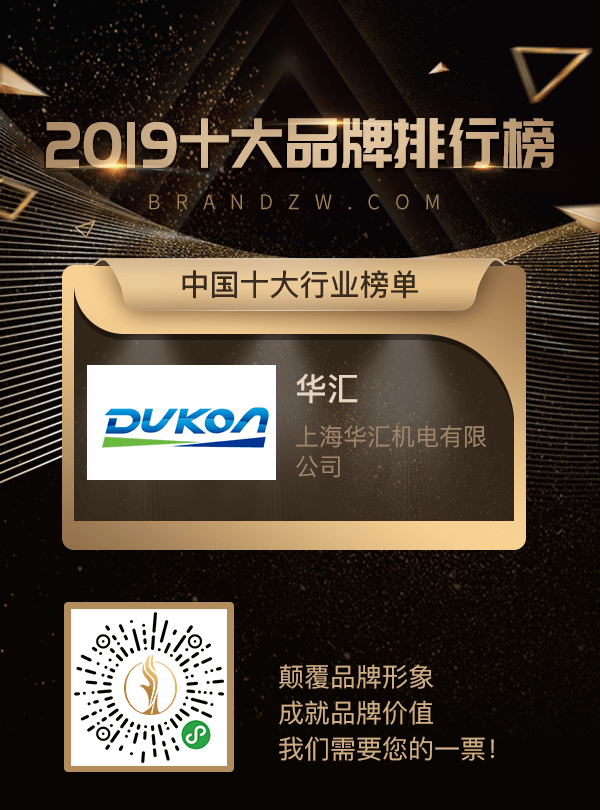 2019十大品牌排行榜
BRANDZW.COM
中国十大行业榜单
DUKOA
华汇
上海华汇机电有限
公司
颠覆品牌形象
成就品牌价值
我们需要您的一票！